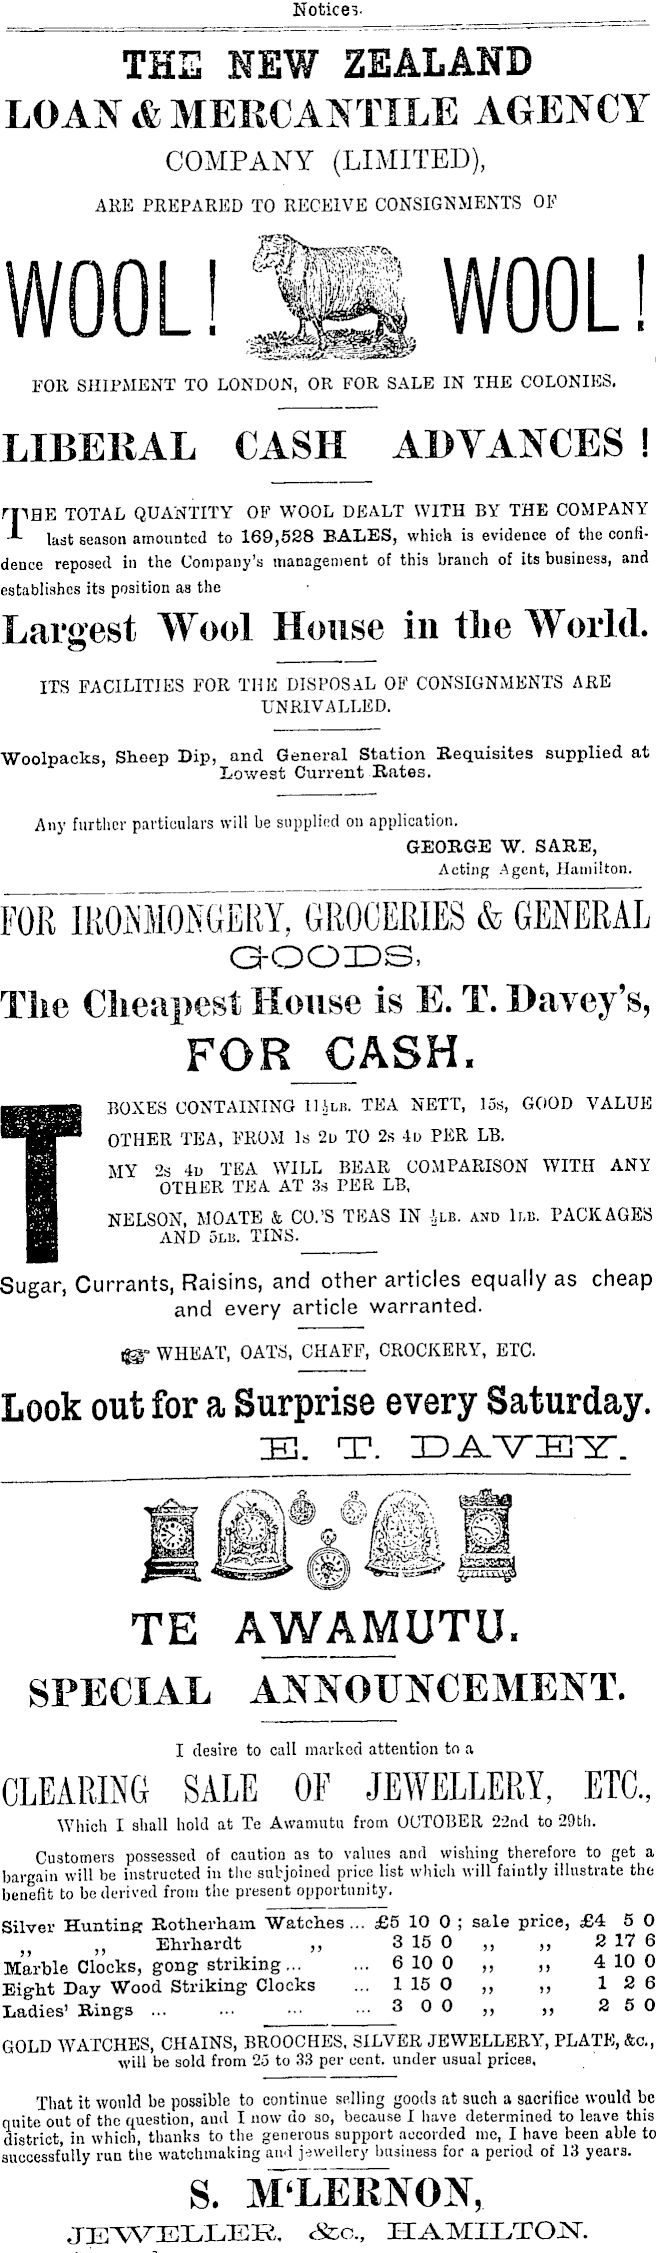 Notices.
THE NEW ZEALAND
LOAN & MERCANTILE AGENCY
COMPANY (LIMITED),
ARE PREPARED TO RECEIVE CONSIGNMENTS OF
WOOL! WOOL!
FOR SHIPMENT TO LONDON, OR FOR SALE IN THE COLONIES.
LIBERAL CASH ADVANCES!
THE TOTAL QUANTITY OF WOOL DEALT WITH BY THE COMPANY
last season amounted to 169,528 BALES, which is evidence of the confi-
dence reposed in the Company's management of this branch of its business, and
establishes its position as the
Largest Wool House in the World.
ITS FACILITIES FOR THE DISPOSAL OF CONSIGNMENTS ARE
UNRIVALLED.
Woolpacks, Sheep Dip, and General Station Requisites supplied at
Lowest Current Rates.
Any further particulars will be supplied on application.
GEORGE W. SARE,
Acting Agent, Hamilton.
FOR IRONMONGERY, GROCERIES & GENERAL
GOODS,
The Cheapest House is E. T. Davey's,
FOR CASH.
T BOXES CONTAINING 11½LB. TEA NETT, 15s, GOOD VALUE
OTHER TEA, FROM 1s 2D TO 2s 4D PER LB.
MY 2s 4D TEA WILL BEAR COMPARISON WITH ANY
OTHER TEA AT 3s PER LB,
NELSON, MOATE & CO.'S TEAS IN ½LB. AND 1LB. PACKAGES
AND 5LB. TINS.
Sugar, Currants, Raisins, and other articles equally as cheap
and every article warranted.
☞ WHEAT, OATS, CHAFF, CROCKERY, ETC.
Look out for a Surprise every Saturday.
E. T. DAVEY.
TE AWAMUTU.
SPECIAL ANNOUNCEMENT.
I desire to call marked attention to a
CLEARING SALE OF JEWELLERY, ETC.,
Which I shall hold at Te Awamutu from OCTOBER 22nd to 29th.
Customers possessed of caution as to values and wishing therefore to get a
bargain will be instructed in the subjoined price list which will faintly illustrate the
benefit to be derived from the present opportunity.
Silver Hunting Rotherham Watches ... £5 10 0 ; sale price, £4 5 0
,, ,, Ehrhardt ,, 3 15 0 ,, ,, 2 17 6
Marble Clocks, gong striking ... ... 6 10 0 ,, ,, 4 10 0
Eight Day Wood Striking Clocks ... 1 15 0 ,, ,, 1 2 6
Ladies' Rings ... ... ... ... 3 0 0 ,, ,, 2 5 0
GOLD WATCHES, CHAINS, BROOCHES, SILVER JEWELLERY, PLATE, &c.,
will be sold from 25 to 33 per cent. under usual prices.
That it would be possible to continue selling goods at such a sacrifice would be
quite out of the question, and I now do so, because I have determined to leave this
district, in which, thanks to the generous support accorded me, I have been able to
successfully run the watchmaking and jewellery business for a period of 13 years.
S. M'LERNON,
JEWELLER, &c., HAMILTON.